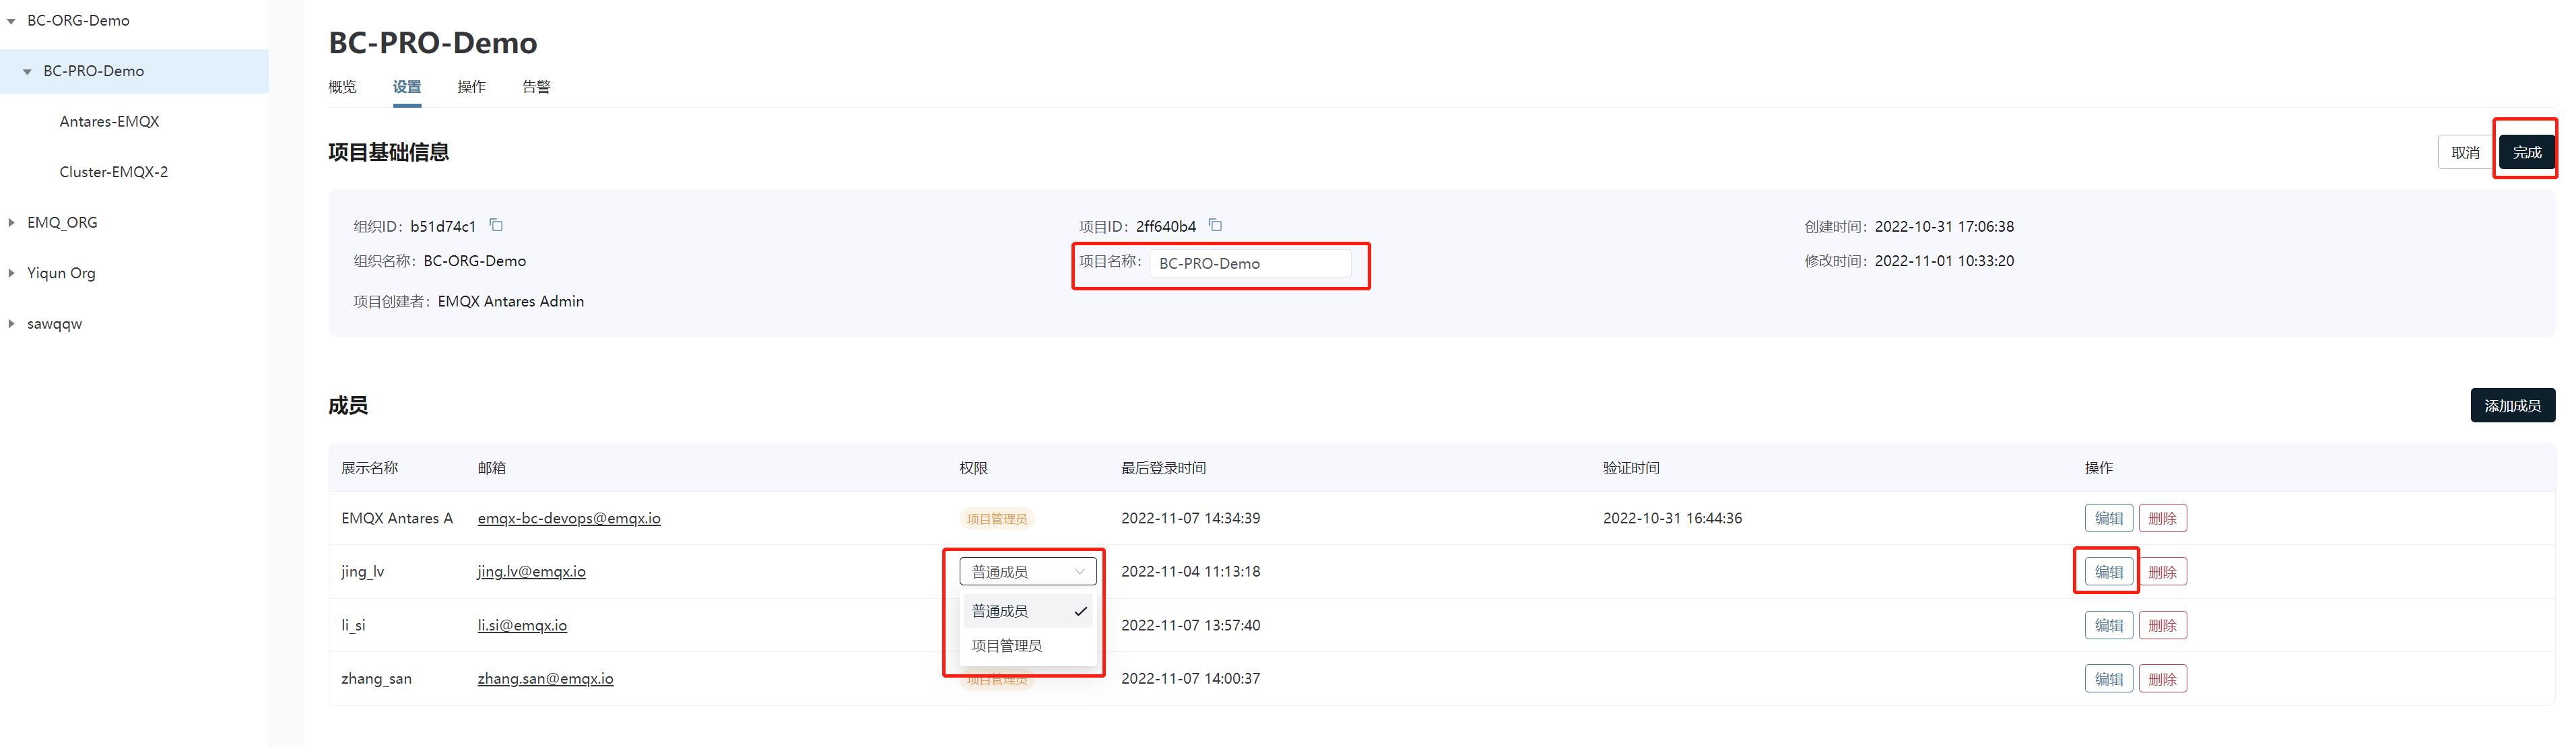 BC-ORG-Demo
BC-PRO-Demo
Antares-EMQX
Cluster-EMQX-2
EMQ_ORG
Yiqun Org
sawqqw
BC-PRO-Demo
概览 设置 操作 告警
项目基础信息 取消 完成
组织ID: b51d74c1 项目ID: 2ff640b4 创建时间: 2022-10-31 17:06:38
组织名称: BC-ORG-Demo 项目名称: BC-PRO-Demo 修改时间: 2022-11-01 10:33:20
项目创建者: EMQX Antares Admin
成员 添加成员
展示名称 邮箱 权限 最后登录时间 验证时间 操作
EMQX Antares A emqx-bc-devops@emqx.io 项目管理员 2022-11-07 14:34:39 2022-10-31 16:44:36 编辑 删除
jing_lv jing.lv@emqx.io 普通成员 2022-11-04 11:13:18 编辑 删除
普通成员
li_si li.si@emqx.io 2022-11-07 13:57:40 编辑 删除
项目管理员
zhang_san zhang.san@emqx.io 项目管理员 2022-11-07 14:00:37 编辑 删除